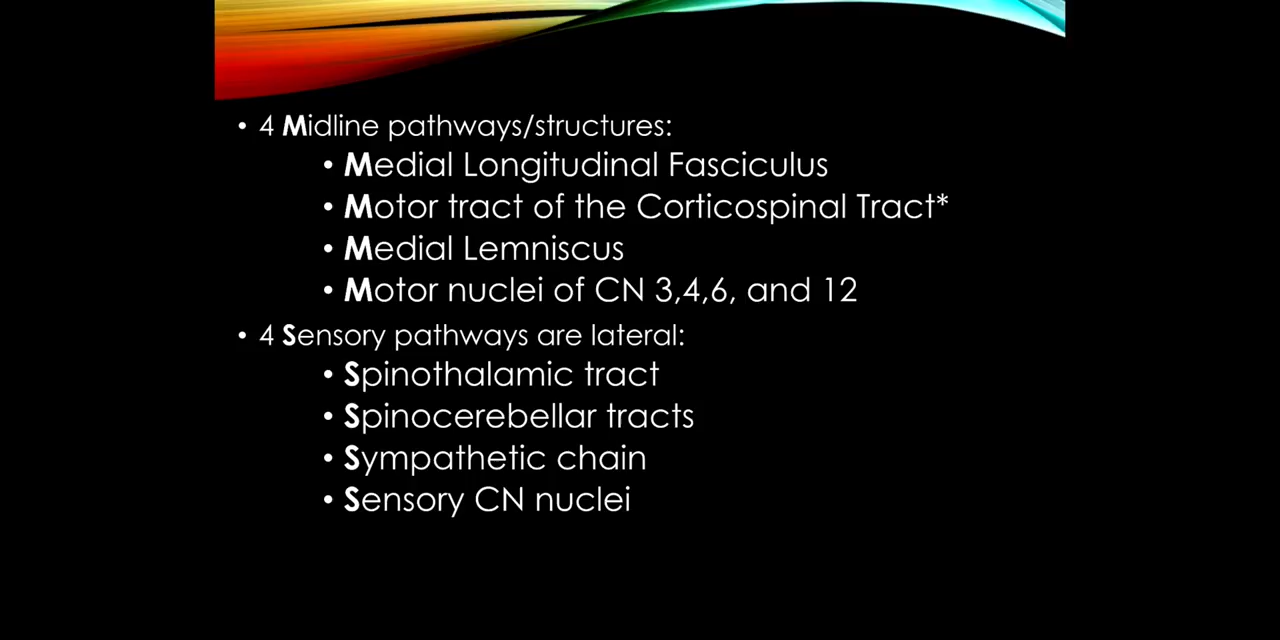 • 4 Midline pathways/structures:
• Medial Longitudinal Fasciculus
• Motor tract of the Corticospinal Tract*
• Medial Lemniscus
• Motor nuclei of CN 3,4,6, and 12
• 4 Sensory pathways are lateral:
• Spinothalamic tract
• Spinocerebellar tracts
• Sympathetic chain
• Sensory CN nuclei